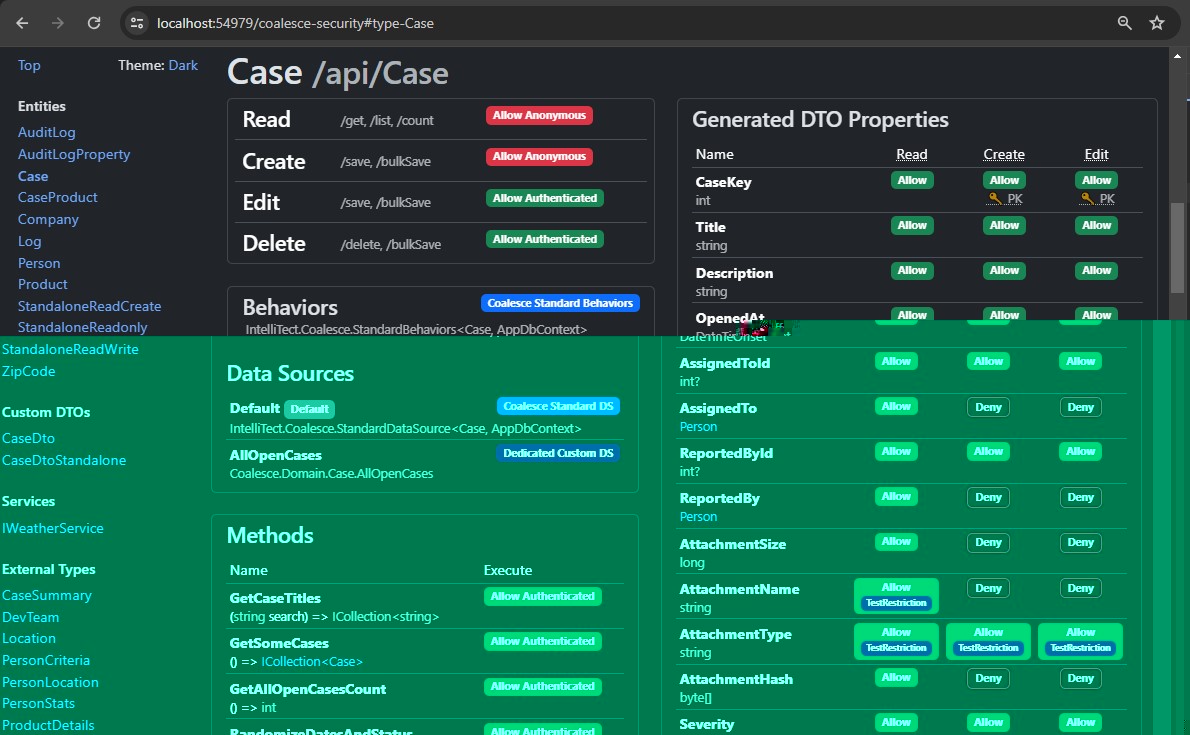 localhost:54979/coalesce-security#type-Case
Top
Theme: Dark
Entities
AuditLog
AuditLogProperty
Case
CaseProduct
Company
Log
Person
Product
StandaloneReadCreate
StandaloneReadonly
StandaloneReadWrite
ZipCode
Custom DTOs
CaseDto
CaseDtoStandalone
Services
IWeatherService
External Types
CaseSummary
DevTeam
Location
PersonCriteria
PersonLocation
PersonStats
ProductDetails
Case /api/Case
Read /get, /list, /count Allow Anonymous
Create /save, /bulkSave Allow Anonymous
Edit /save, /bulkSave Allow Authenticated
Delete /delete, /bulkSave Allow Authenticated
Behaviors Coalesce Standard Behaviors
IntelliTect.Coalesce.StandardBehaviors<Case, AppDbContext>
Data Sources
Default Default Coalesce Standard DS
IntelliTect.Coalesce.StandardDataSource<Case, AppDbContext>
AllOpenCases Dedicated Custom DS
Coalesce.Domain.Case.AllOpenCases
Methods
Name Execute
GetCaseTitles Allow Authenticated
(string search) => ICollection<string>
GetSomeCases Allow Authenticated
() => ICollection<Case>
GetAllOpenCasesCount Allow Authenticated
() => int
RandomizeDatesAndStatus Allow Authenticated
Generated DTO Properties
Name Read Create Edit
CaseKey Allow Allow Allow
int PK PK
Title Allow Allow Allow
string
Description Allow Allow Allow
string
OpenedAt Allow Allow Allow
DateTimeOffset
AssignedToId Allow Allow Allow
int?
AssignedTo Allow Deny Deny
Person
ReportedById Allow Allow Allow
int?
ReportedBy Allow Deny Deny
Person
AttachmentSize Allow Deny Deny
long
AttachmentName Allow Deny Deny
string TestRestriction
AttachmentType Allow Allow Allow
string TestRestriction TestRestriction TestRestriction
AttachmentHash Allow Deny Deny
byte[]
Severity Allow Allow Allow